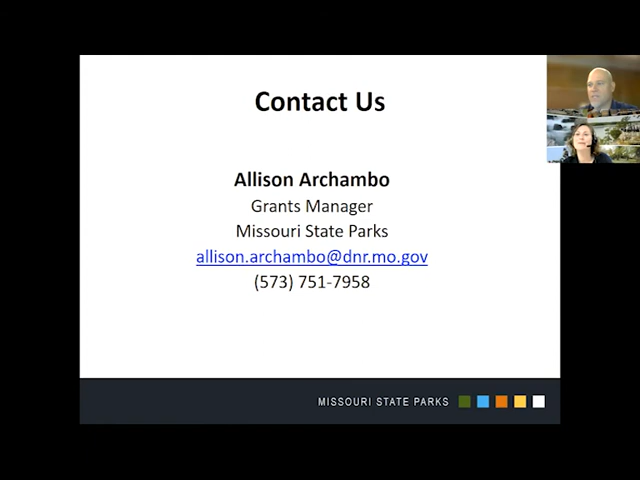 Contact Us
Allison Archambo
Grants Manager
Missouri State Parks
allison.archambo@dnr.mo.gov
(573) 751-7958
MISSOURI STATE PARKS